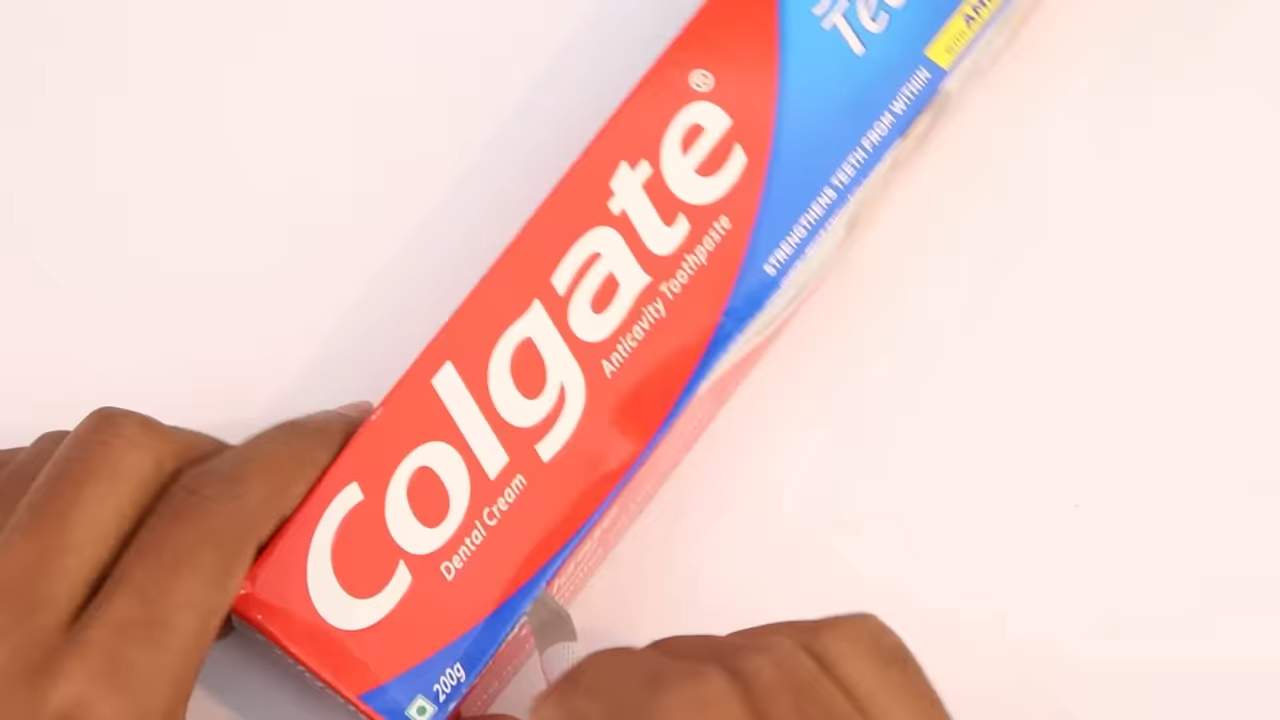 Colgate®
Dental Cream
Anticavity Toothpaste
STRENGTHENS TEETH FROM WITHIN
200g